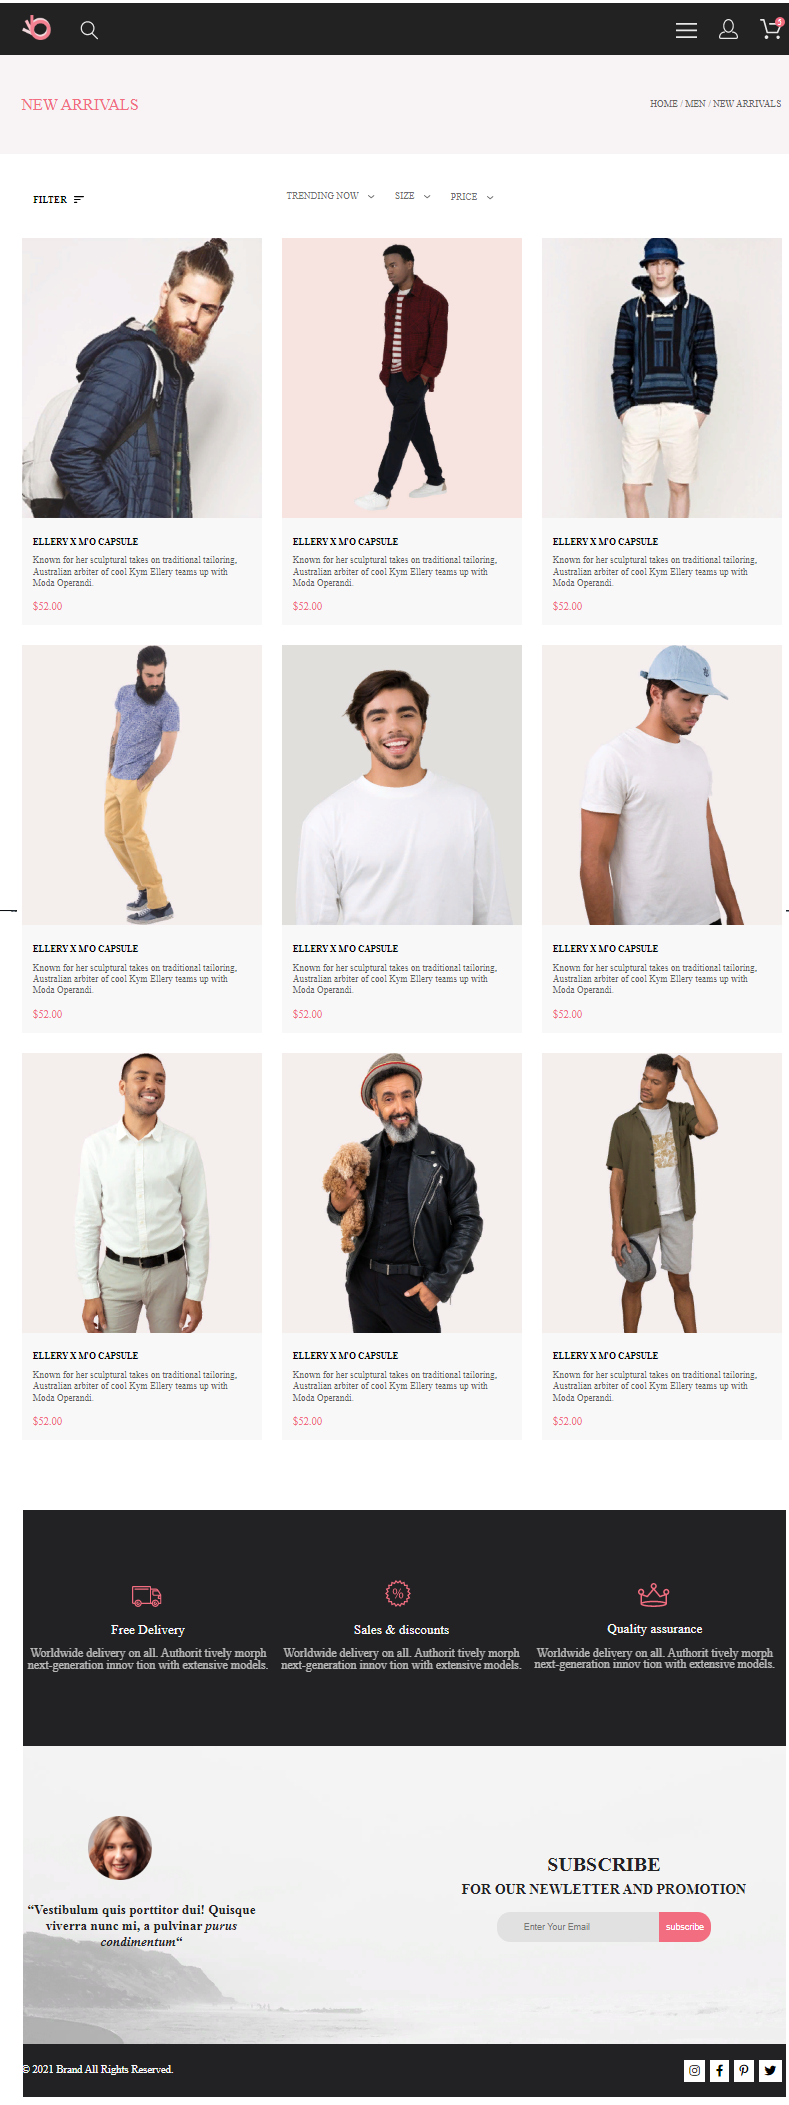 5
NEW ARRIVALS
HOME / MEN / NEW ARRIVALS
FILTER
TRENDING NOW
SIZE
PRICE
ELLERY X M'O CAPSULE
Known for her sculptural takes on traditional tailoring,
Australian arbiter of cool Kym Ellery teams up with
Moda Operandi.
$52.00
ELLERY X M'O CAPSULE
Known for her sculptural takes on traditional tailoring,
Australian arbiter of cool Kym Ellery teams up with
Moda Operandi.
$52.00
ELLERY X M'O CAPSULE
Known for her sculptural takes on traditional tailoring,
Australian arbiter of cool Kym Ellery teams up with
Moda Operandi.
$52.00
ELLERY X M'O CAPSULE
Known for her sculptural takes on traditional tailoring,
Australian arbiter of cool Kym Ellery teams up with
Moda Operandi.
$52.00
ELLERY X M'O CAPSULE
Known for her sculptural takes on traditional tailoring,
Australian arbiter of cool Kym Ellery teams up with
Moda Operandi.
$52.00
ELLERY X M'O CAPSULE
Known for her sculptural takes on traditional tailoring,
Australian arbiter of cool Kym Ellery teams up with
Moda Operandi.
$52.00
ELLERY X M'O CAPSULE
Known for her sculptural takes on traditional tailoring,
Australian arbiter of cool Kym Ellery teams up with
Moda Operandi.
$52.00
ELLERY X M'O CAPSULE
Known for her sculptural takes on traditional tailoring,
Australian arbiter of cool Kym Ellery teams up with
Moda Operandi.
$52.00
ELLERY X M'O CAPSULE
Known for her sculptural takes on traditional tailoring,
Australian arbiter of cool Kym Ellery teams up with
Moda Operandi.
$52.00
Free Delivery
Worldwide delivery on all. Authorit tively morph
next-generation innov tion with extensive models.
%
Sales & discounts
Worldwide delivery on all. Authorit tively morph
next-generation innov tion with extensive models.
Quality assurance
Worldwide delivery on all. Authorit tively morph
next-generation innov tion with extensive models.
“Vestibulum quis porttitor dui! Quisque
viverra nunc mi, a pulvinar purus
condimentum“
SUBSCRIBE
FOR OUR NEWLETTER AND PROMOTION
Enter Your Email
subscribe
© 2021 Brand All Rights Reserved.